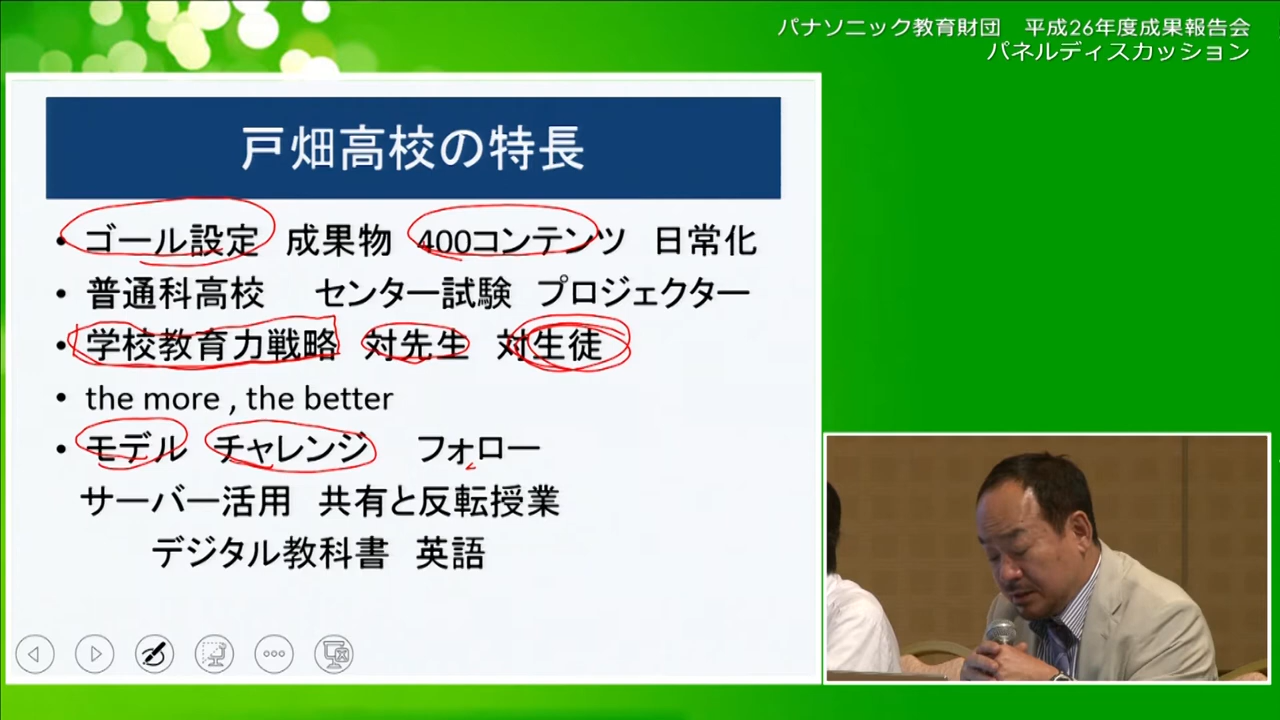 パナソニック教育財団　平成26年度成果報告会
パネルディスカッション
戸畑高校の特長
• ゴール設定　成果物　400コンテンツ　日常化
• 普通科高校　センター試験　プロジェクター
• 学校教育力戦略　対先生　対生徒
• the more , the better
• モデル　チャレンジ　フォロー
サーバー活用　共有と反転授業
デジタル教科書　英語